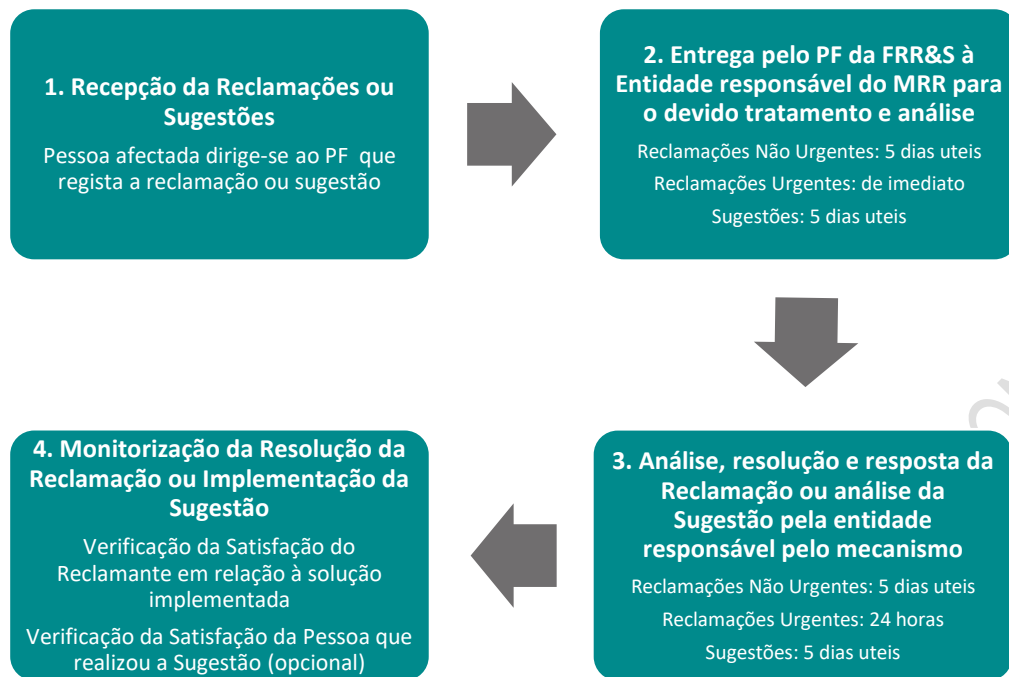 1. Recepção da Reclamações ou
Sugestões
Pessoa afectada dirige-se ao PF que
regista a reclamação ou sugestão
2. Entrega pelo PF da FRR&S à
Entidade responsável do MRR para
o devido tratamento e análise
Reclamações Não Urgentes: 5 dias uteis
Reclamações Urgentes: de imediato
Sugestões: 5 dias uteis
3. Análise, resolução e resposta da
Reclamação ou análise da
Sugestão pela entidade
responsável pelo mecanismo
Reclamações Não Urgentes: 5 dias uteis
Reclamações Urgentes: 24 horas
Sugestões: 5 dias uteis
4. Monitorização da Resolução da
Reclamação ou Implementação da
Sugestão
Verificação da Satisfação do
Reclamante em relação à solução
implementada
Verificação da Satisfação da Pessoa que
realizou a Sugestão (opcional)